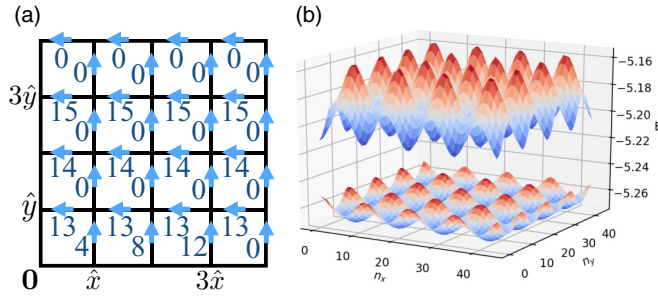 (a)
(b)
0 0 0 0
0 0 0 0
3ŷ
15 15 15 15
0 0 0 0
14 14 14 14
0 0 0 0
ŷ
13 13 13 13
4 8 12 0
0 x̂ 3x̂
−5.16
−5.18
−5.20
−5.22
−5.24
−5.26
E
0 10 20 30 40
n_x
0 10 20 30 40
n_y